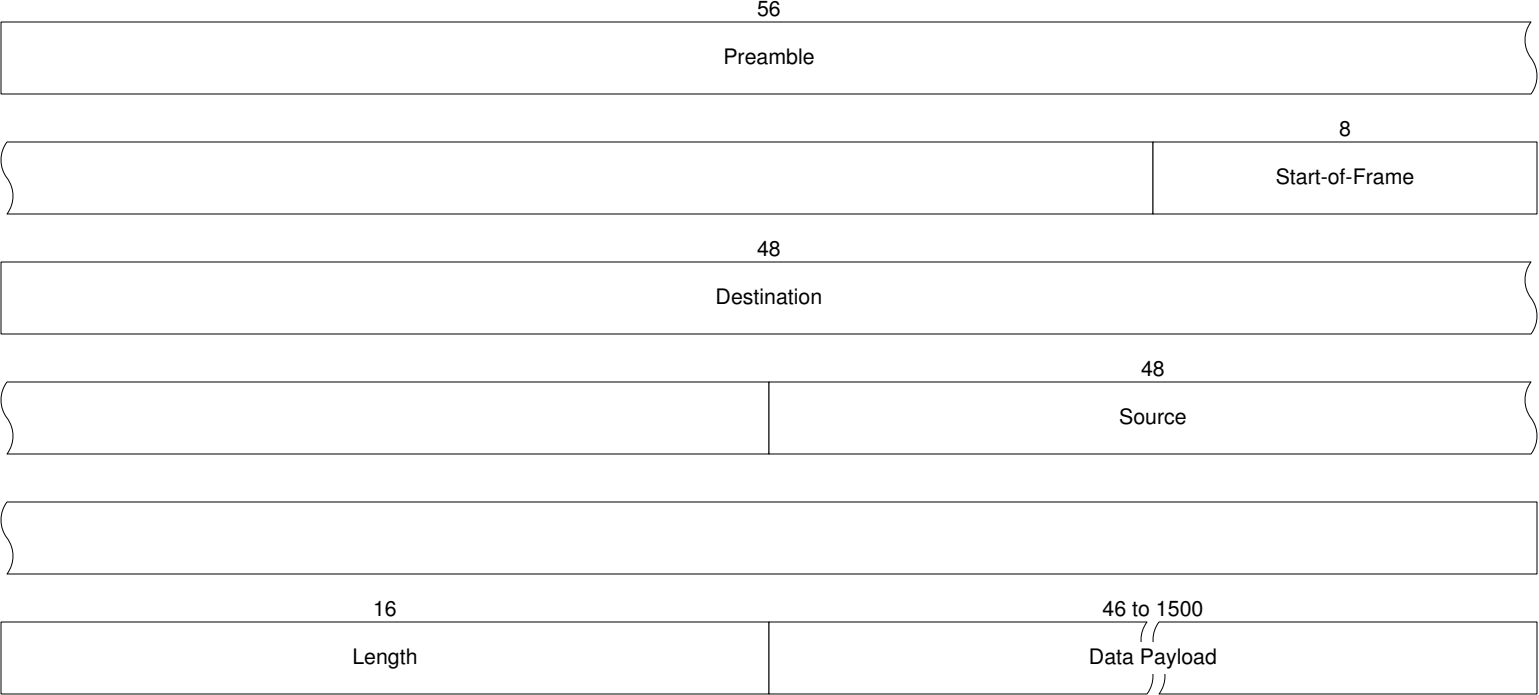 56
Preamble
8
Start-of-Frame
48
Destination
48
Source
16
46 to 1500
Length
Data Payload